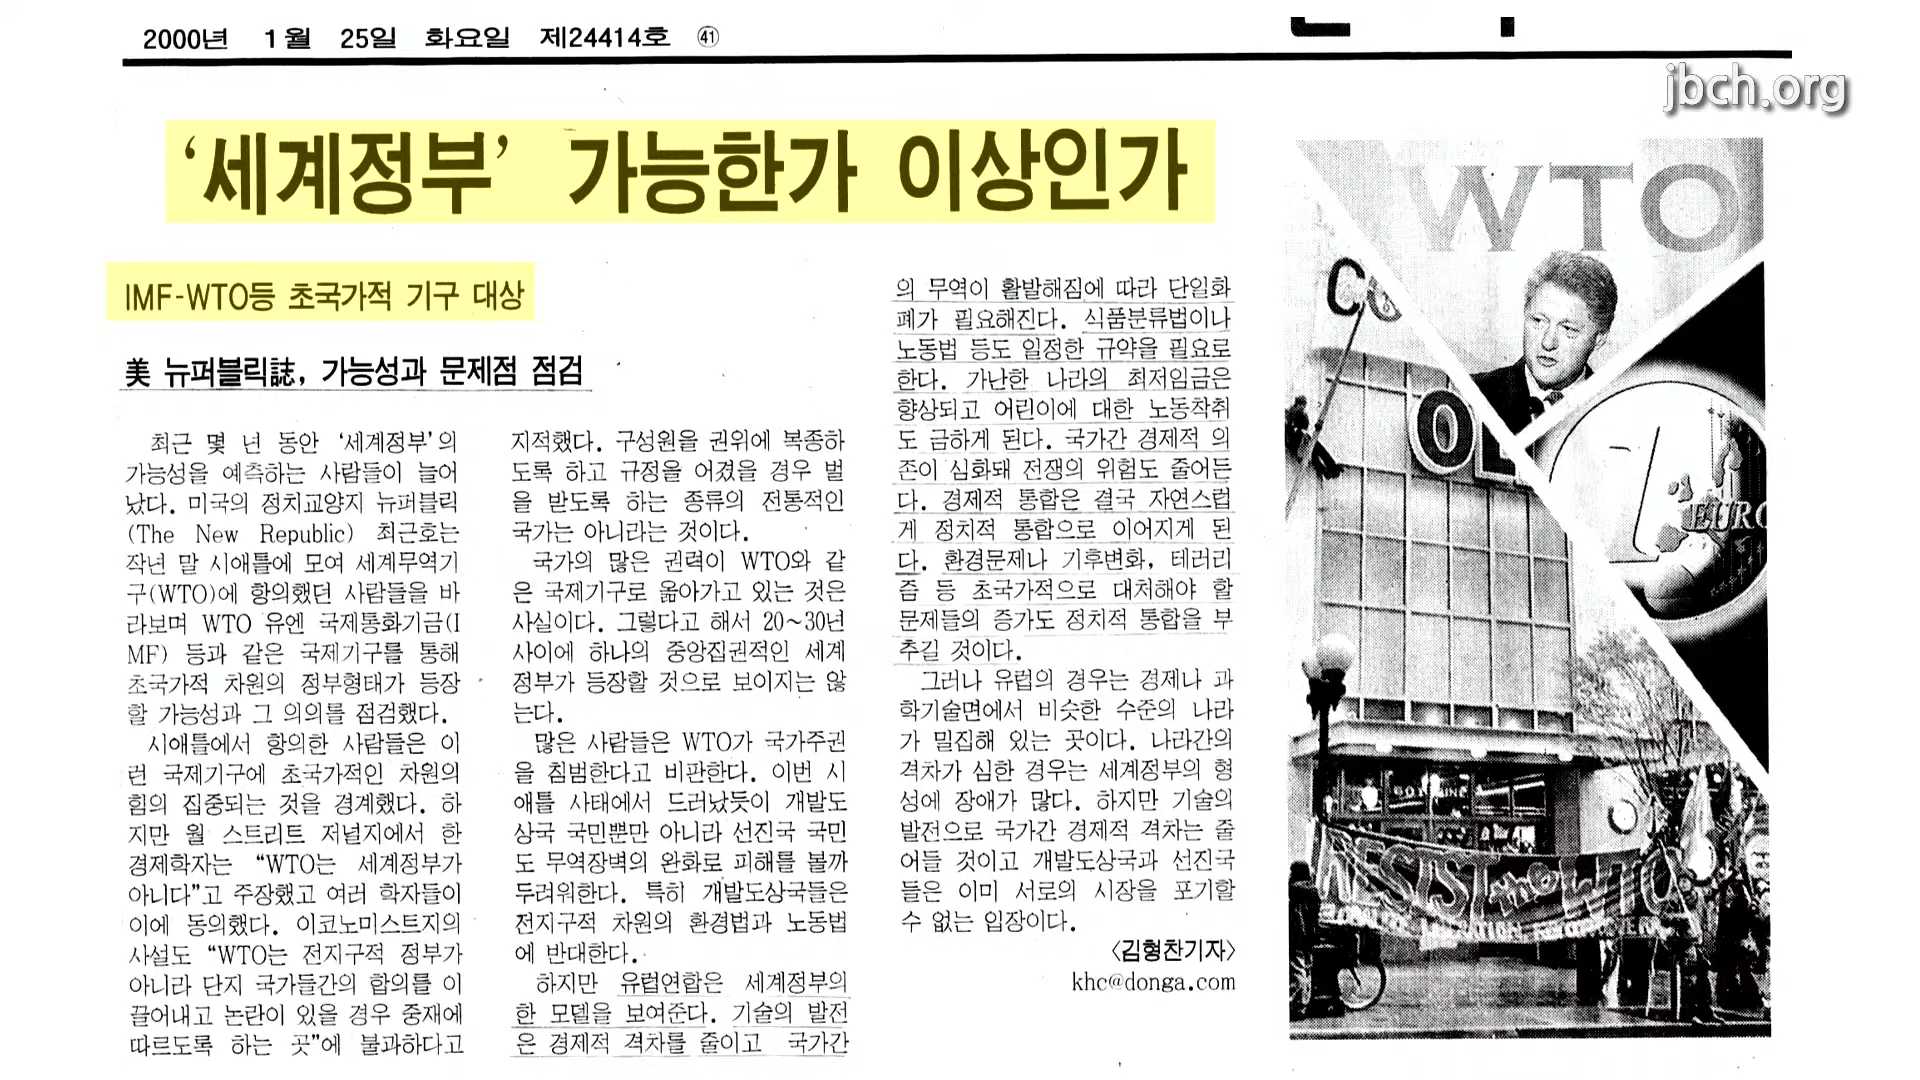 2000년 1월 25일 화요일 제24414호 ㊶
jbch.org
‘세계정부’ 가능한가 이상인가
IMF-WTO등 초국가적 기구 대상
美 뉴퍼블릭誌, 가능성과 문제점 점검
최근 몇 년 동안 ‘세계정부’의
가능성을 예측하는 사람들이 늘어
났다. 미국의 정치교양지 뉴퍼블릭
(The New Republic) 최근호는
작년 말 시애틀에 모여 세계무역기
구(WTO)에 항의했던 사람들을 바
라보며 WTO 유엔 국제통화기금(I
MF) 등과 같은 국제기구를 통해
초국가적 차원의 정부형태가 등장
할 가능성과 그 의의를 점검했다.
시애틀에서 항의한 사람들은 이
런 국제기구에 초국가적인 차원의
힘의 집중되는 것을 경계했다. 하
지만 월 스트리트 저널지에서 한
경제학자는 “WTO는 세계정부가
아니다”고 주장했고 여러 학자들이
이에 동의했다. 이코노미스트지의
사설도 “WTO는 전지구적 정부가
아니라 단지 국가들간의 합의를 이
끌어내고 논란이 있을 경우 중재에
따르도록 하는 곳”에 불과하다고
지적했다. 구성원을 권위에 복종하
도록 하고 규정을 어겼을 경우 벌
을 받도록 하는 종류의 전통적인
국가는 아니라는 것이다.
국가의 많은 권력이 WTO와 같
은 국제기구로 옮아가고 있는 것은
사실이다. 그렇다고 해서 20~30년
사이에 하나의 중앙집권적인 세계
정부가 등장할 것으로 보이지는 않
는다.
많은 사람들은 WTO가 국가주권
을 침범한다고 비판한다. 이번 시
애틀 사태에서 드러났듯이 개발도
상국 국민뿐만 아니라 선진국 국민
도 무역장벽의 완화로 피해를 볼까
두려워한다. 특히 개발도상국들은
전지구적 차원의 환경법과 노동법
에 반대한다.
하지만 유럽연합은 세계정부의
한 모델을 보여준다. 기술의 발전
은 경제적 격차를 줄이고 국가간
의 무역이 활발해짐에 따라 단일화
폐가 필요해진다. 식품분류법이나
노동법 등도 일정한 규약을 필요로
한다. 가난한 나라의 최저임금은
향상되고 어린이에 대한 노동착취
도 금하게 된다. 국가간 경제적 의
존이 심화돼 전쟁의 위험도 줄어든
다. 경제적 통합은 결국 자연스럽
게 정치적 통합으로 이어지게 된
다. 환경문제나 기후변화, 테러리
즘 등 초국가적으로 대처해야 할
문제들의 증가도 정치적 통합을 부
추길 것이다.
그러나 유럽의 경우는 경제나 과
학기술면에서 비슷한 수준의 나라
가 밀집해 있는 곳이다. 나라간의
격차가 심한 경우는 세계정부의 형
성에 장애가 많다. 하지만 기술의
발전으로 국가간 경제적 격차는 줄
어들 것이고 개발도상국과 선진국
들은 이미 서로의 시장을 포기할
수 없는 입장이다.
〈김형찬기자〉
khc@donga.com
WTO
1
EURO
RESIST the WTO